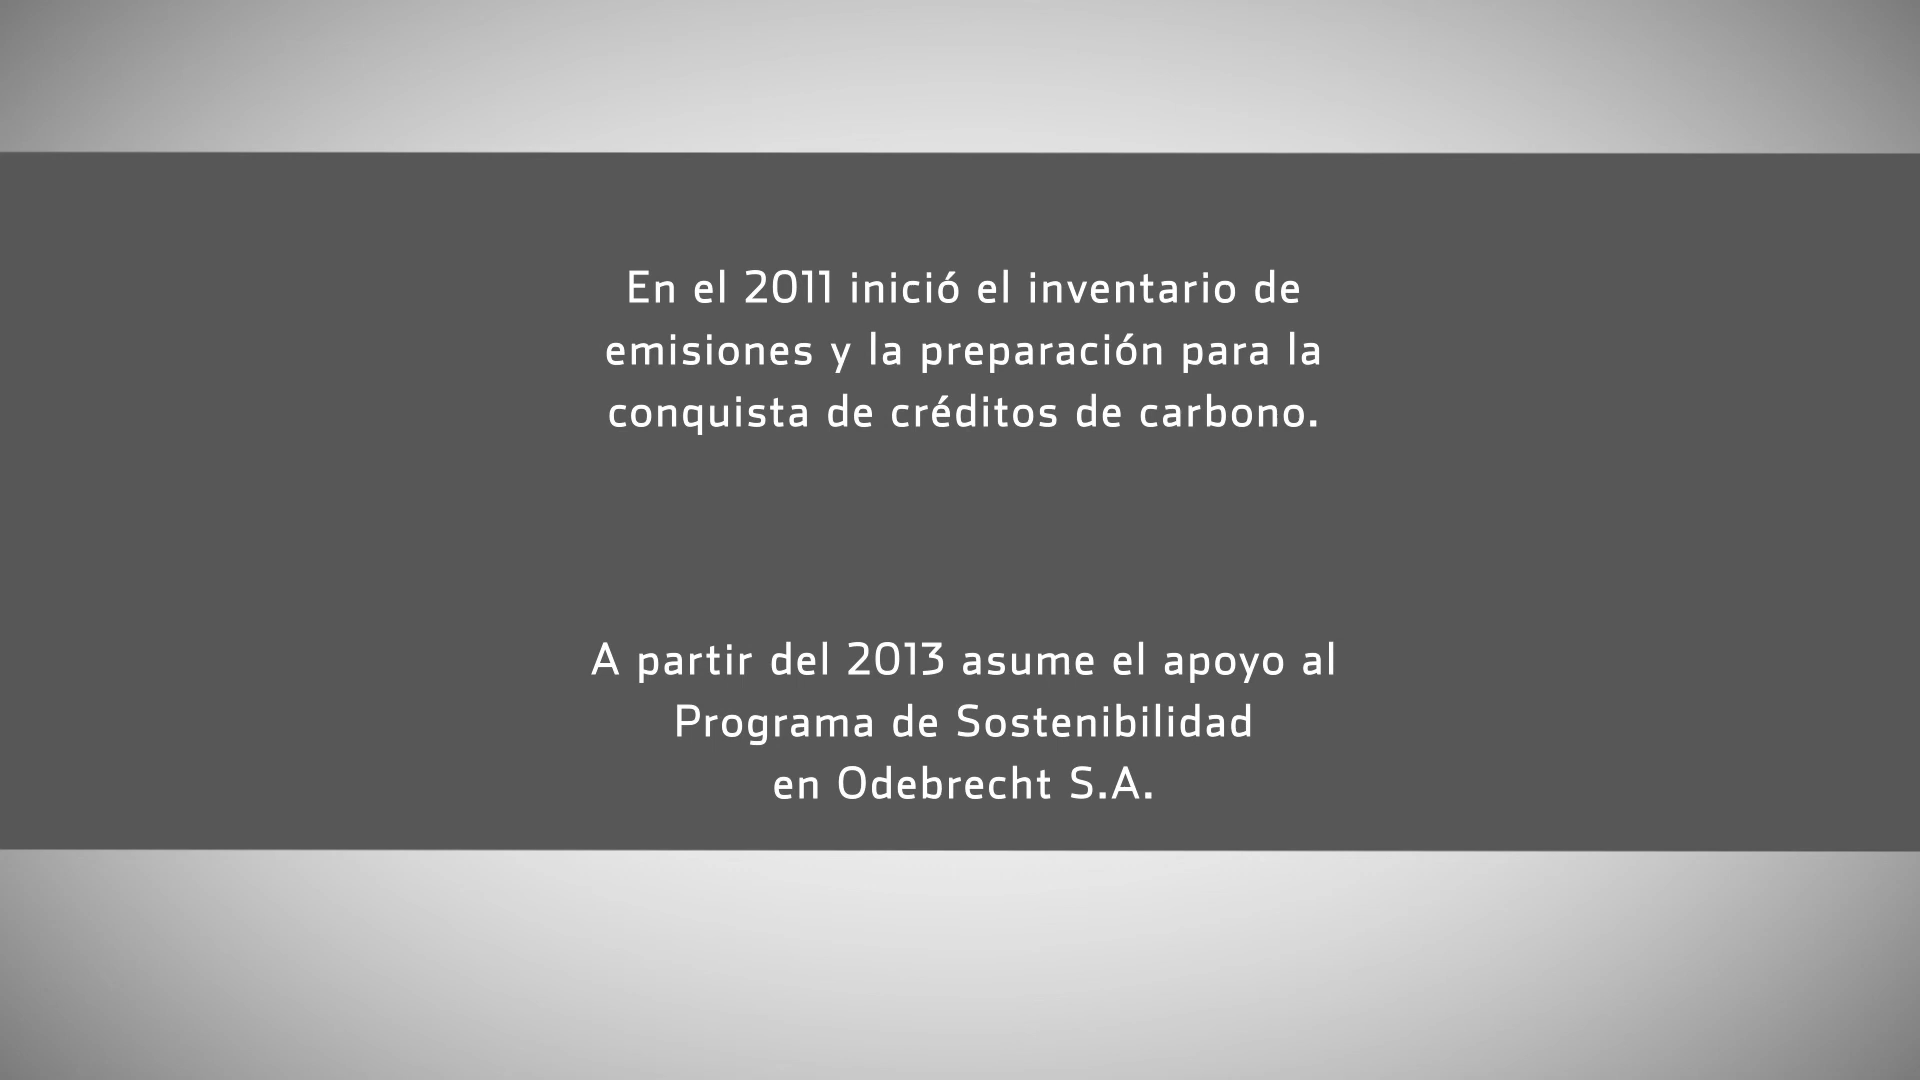 En el 2011 inició el inventario de
emisiones y la preparación para la
conquista de créditos de carbono.
A partir del 2013 asume el apoyo al
Programa de Sostenibilidad
en Odebrecht S.A.